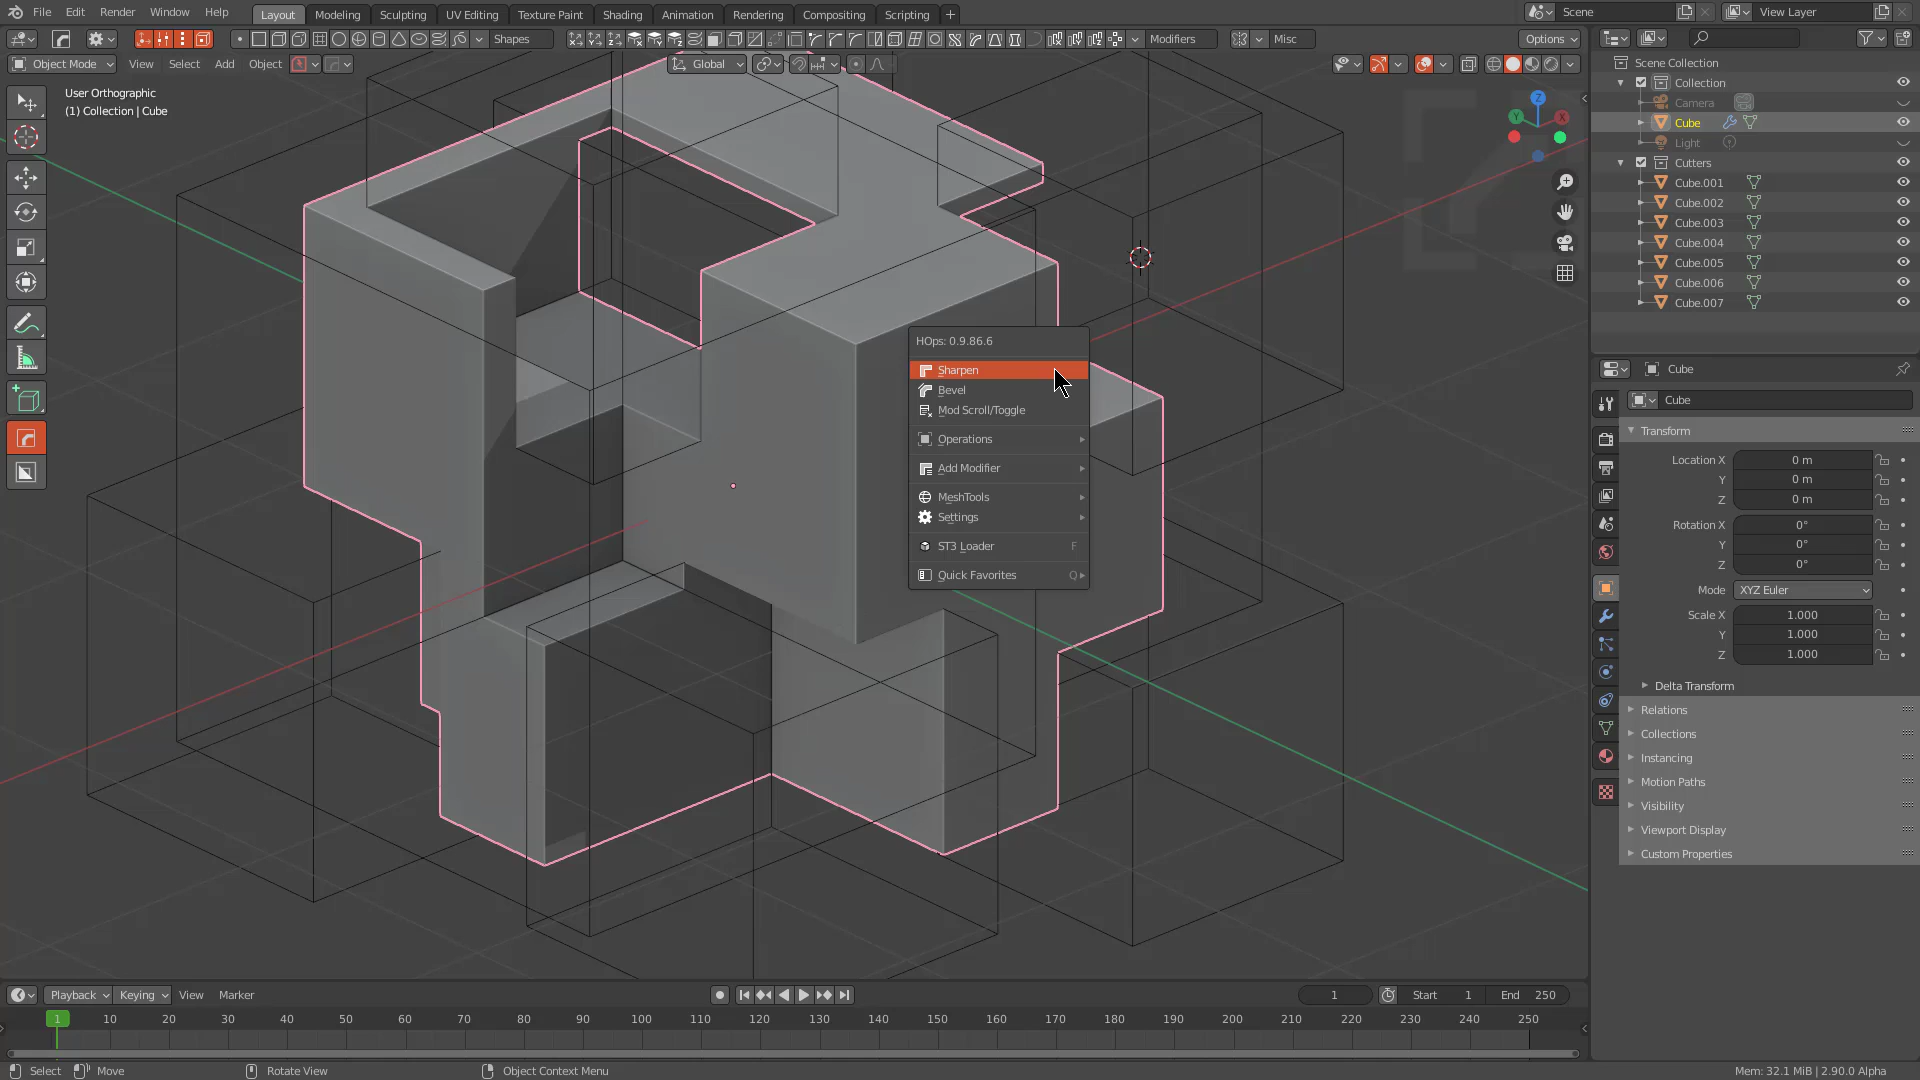 File Edit Render Window Help Layout Modeling Sculpting UV Editing Texture Paint Shading Animation Rendering Compositing Scripting + Scene View Layer
Shapes Modifiers Misc Options
Object Mode View Select Add Object Global
User Orthographic
(1) Collection | Cube
Z
Y
X
Scene Collection
Collection
Camera
Cube
Light
Cutters
Cube.001
Cube.002
Cube.003
Cube.004
Cube.005
Cube.006
Cube.007
HOps: 0.9.86.6
Sharpen
Bevel
Mod Scroll/Toggle
Operations
Add Modifier
MeshTools
Settings
ST3 Loader F
Quick Favorites Q
Cube
Cube
Transform
Location X 0 m
Y 0 m
Z 0 m
Rotation X 0°
Y 0°
Z 0°
Mode XYZ Euler
Scale X 1.000
Y 1.000
Z 1.000
Delta Transform
Relations
Collections
Instancing
Motion Paths
Visibility
Viewport Display
Custom Properties
Playback Keying View Marker 1 Start 1 End 250
1 10 20 30 40 50 60 70 80 90 100 110 120 130 140 150 160 170 180 190 200 210 220 230 240 250
Select Move Rotate View Object Context Menu Mem: 32.1 MiB | 2.90.0 Alpha